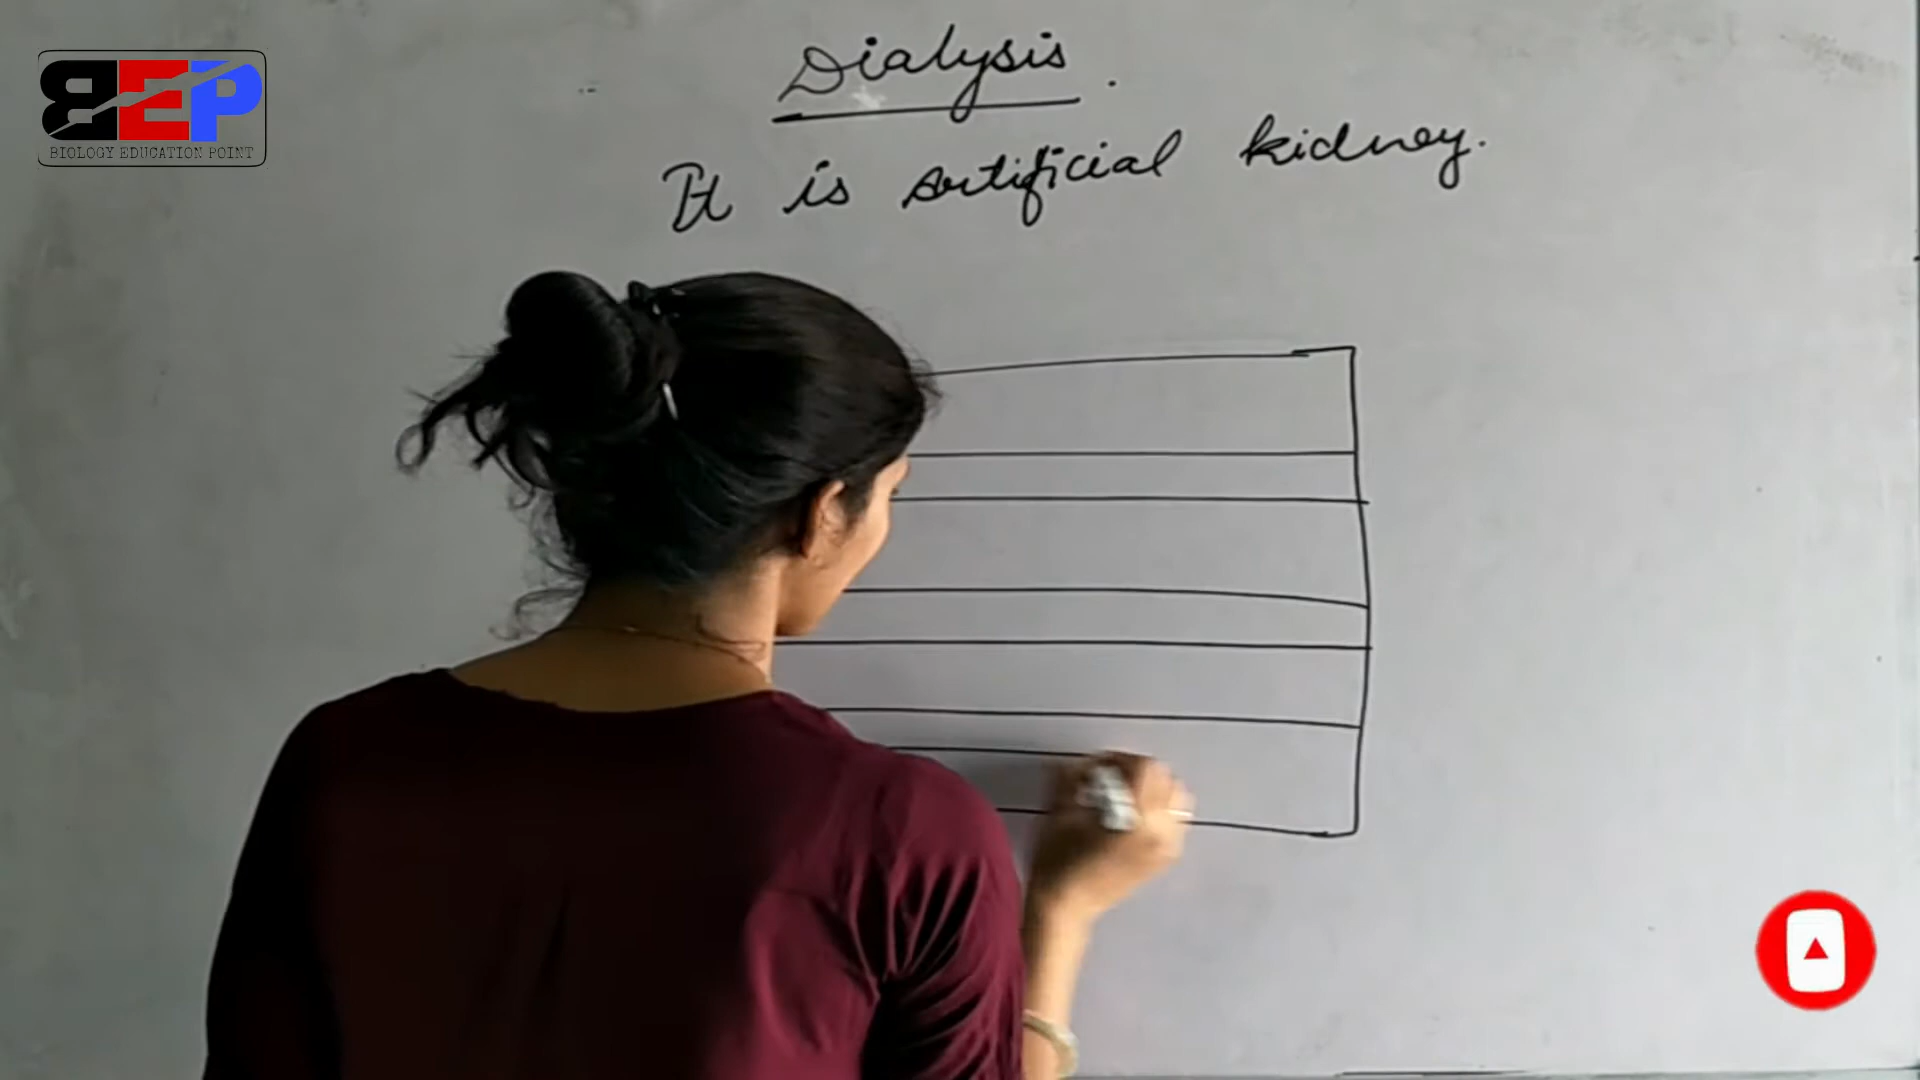 BEP
BIOLOGY EDUCATION POINT
Dialysis.
It is artificial kidney.